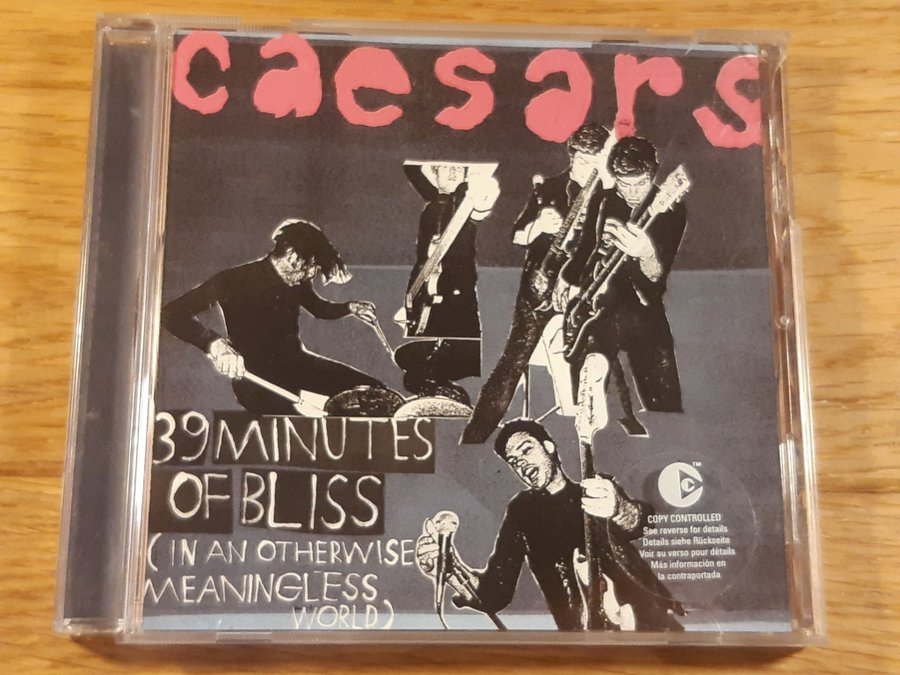 caesars
39 MINUTES
OF BLISS
(IN AN OTHERWISE
MEANINGLESS
WORLD)
C
™
COPY CONTROLLED
See reverse for details
Details siehe Rückseite
Voir au verso pour détails
Más información en
la contraportada